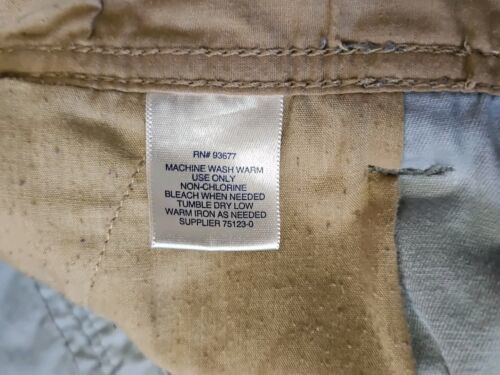 RN# 93677
MACHINE WASH WARM
USE ONLY
NON-CHLORINE
BLEACH WHEN NEEDED
TUMBLE DRY LOW
WARM IRON AS NEEDED
SUPPLIER 75123-0